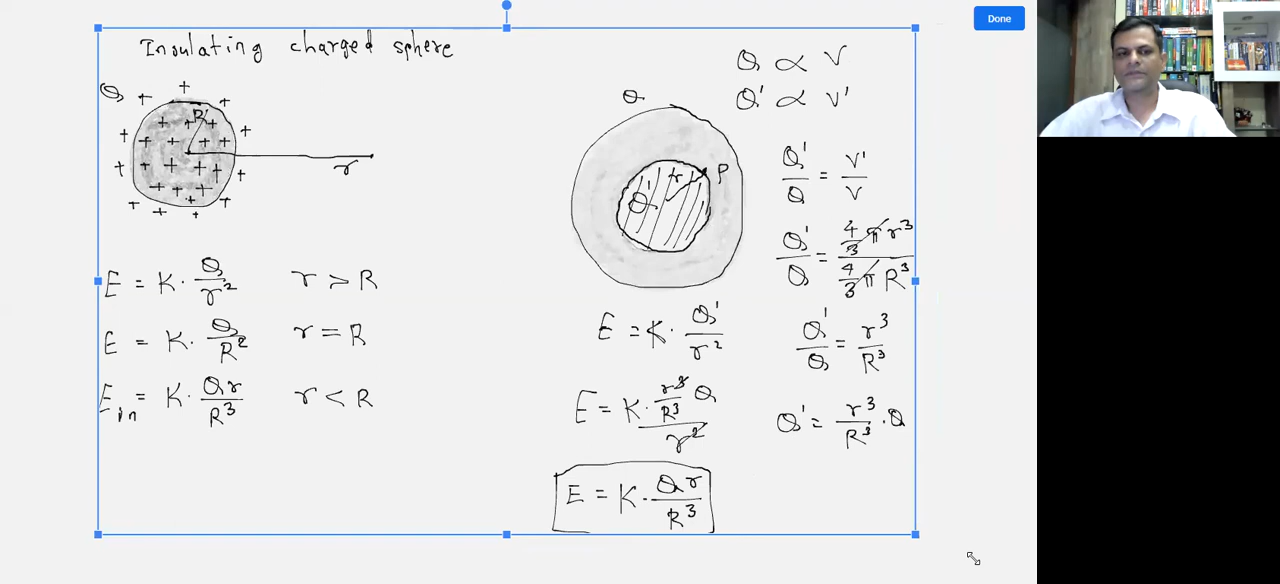 Insulating charged sphere
Q
R
r
+ + + + + + + + + + + + + + + + + + + + + + + + + +
E = K · Q/r² r > R
E = K · Q/R² r = R
E in = K · Qr/R³ r < R
Q
r
P
Q'
E = K · Q'/r²
E = K · (r³/R³ Q)/r²
E = K · Qr/R³
Q ∝ V
Q' ∝ V'
Q'/Q = V'/V
Q'/Q = (4/3 π r³)/(4/3 π R³)
Q'/Q = r³/R³
Q' = r³/R³ · Q
Done